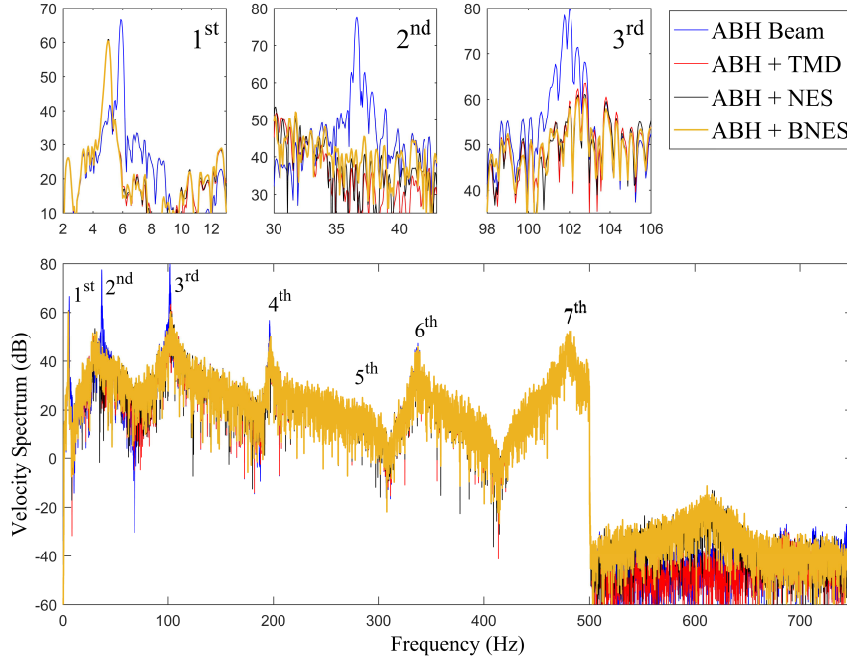 1st
70
60
50
40
30
20
10
2 4 6 8 10 12
2nd
70
60
50
40
30
30 35 40
3rd
80
70
60
50
40
98 100 102 104 106
ABH Beam
ABH + TMD
ABH + NES
ABH + BNES
Velocity Spectrum (dB)
80
60
40
20
0
-20
-40
-60
1st
2nd
3rd
4th
5th
6th
7th
0 100 200 300 400 500 600 700
Frequency (Hz)